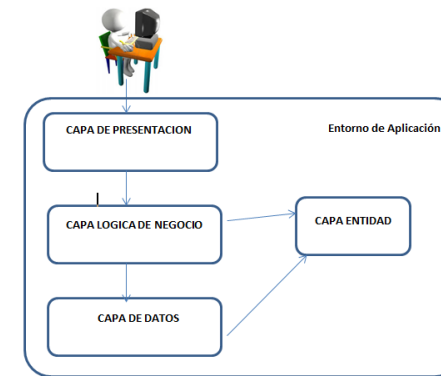 CAPA DE PRESENTACION
Entorno de Aplicación
CAPA LOGICA DE NEGOCIO
CAPA ENTIDAD
CAPA DE DATOS